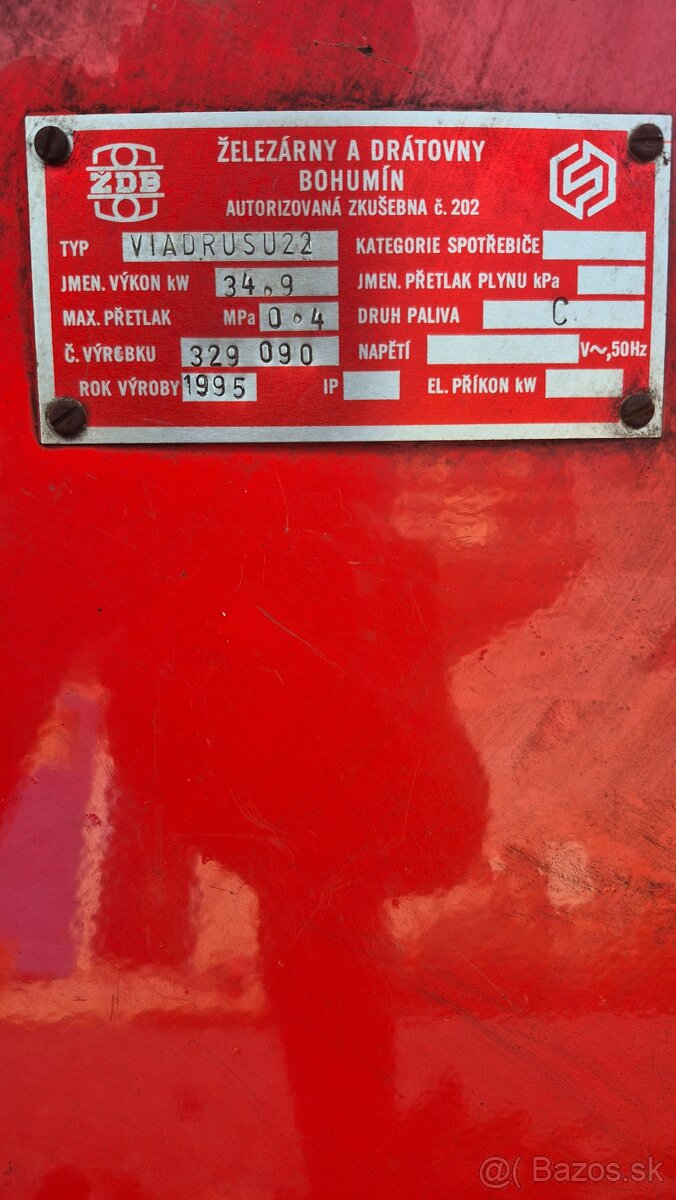 ŽDB
ŽELEZÁRNY A DRÁTOVNY
BOHUMÍN
AUTORIZOVANÁ ZKUŠEBNA č. 202
TYP VIADRUSU22
JMEN. VÝKON kW 34.9
MAX. PŘETLAK MPa 0.4
Č. VÝROBKU 329 090
ROK VÝROBY 1995 IP
KATEGORIE SPOTŘEBIČE
JMEN. PŘETLAK PLYNU kPa
DRUH PALIVA C
NAPĚTÍ V~,50Hz
EL. PŘÍKON kW
@( Bazos.sk